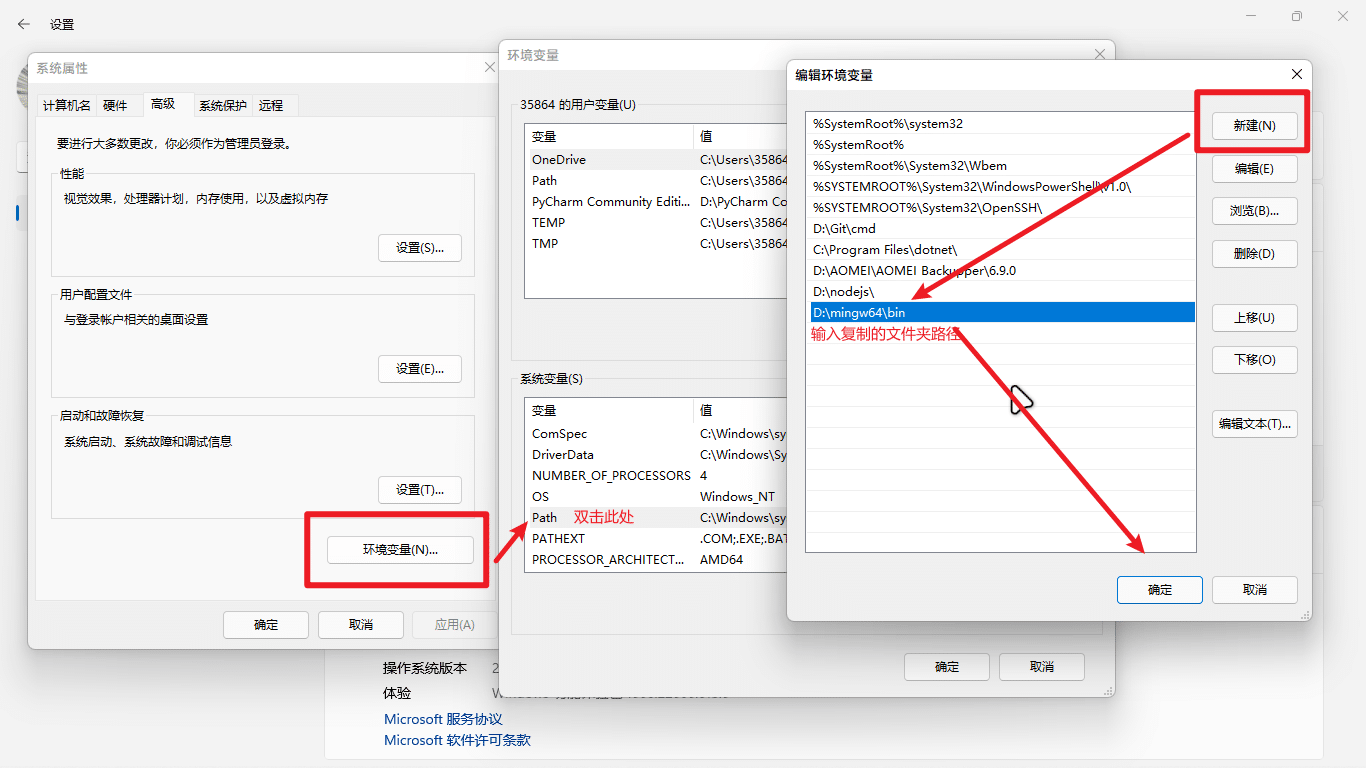 设置
系统属性
计算机名
硬件
高级
系统保护
远程
要进行大多数更改，你必须作为管理员登录。
性能
视觉效果，处理器计划，内存使用，以及虚拟内存
设置(S)...
用户配置文件
与登录帐户相关的桌面设置
设置(E)...
启动和故障恢复
系统启动、系统故障和调试信息
设置(T)...
环境变量(N)...
确定
取消
应用(A)
操作系统版本
体验
Microsoft 服务协议
Microsoft 软件许可条款
环境变量
35864 的用户变量(U)
变量 值
OneDrive C:\Users\35864
Path C:\Users\35864
PyCharm Community Editi... D:\PyCharm Co
TEMP C:\Users\35864
TMP C:\Users\35864
系统变量(S)
变量 值
ComSpec C:\Windows\sy
DriverData C:\Windows\Sy
NUMBER_OF_PROCESSORS 4
OS Windows_NT
Path 双击此处 C:\Windows\sy
PATHEXT .COM;.EXE;.BAT
PROCESSOR_ARCHITECT... AMD64
确定
取消
编辑环境变量
%SystemRoot%\system32
%SystemRoot%
%SystemRoot%\System32\Wbem
%SYSTEMROOT%\System32\WindowsPowerShell\v1.0\
%SYSTEMROOT%\System32\OpenSSH\
D:\Git\cmd
C:\Program Files\dotnet\
D:\AOMEI\AOMEI Backupper\6.9.0
D:\nodejs\
D:\mingw64\bin
输入复制的文件夹路径
新建(N)
编辑(E)
浏览(B)...
删除(D)
上移(U)
下移(O)
编辑文本(T)...
确定
取消